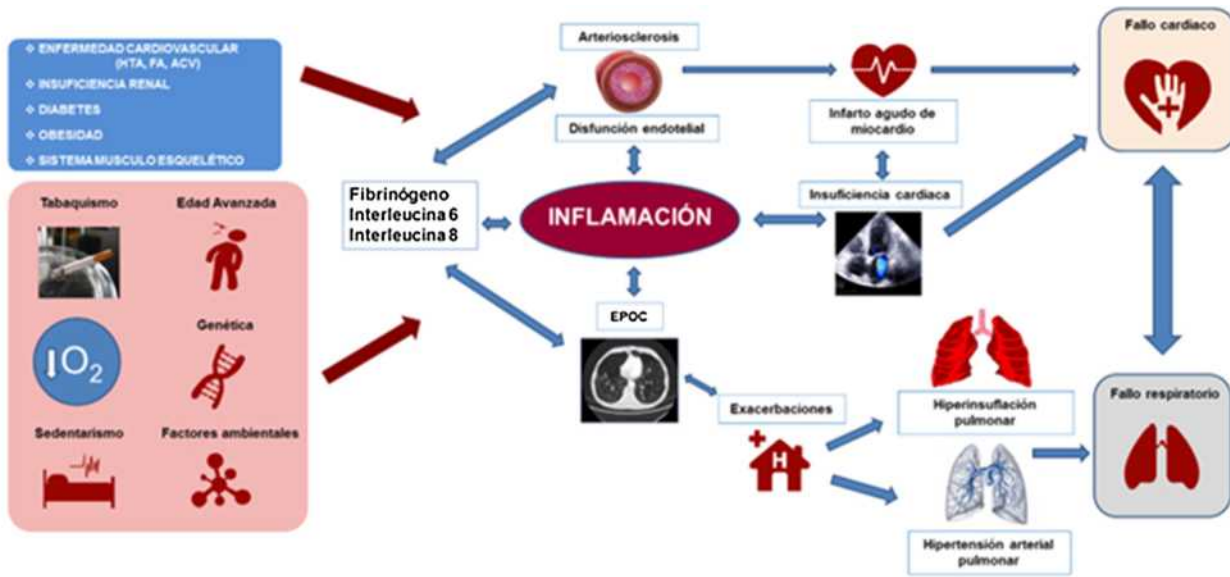 ❖ ENFERMEDAD CARDIOVASCULAR
(HTA, FA, ACV)
❖ INSUFICIENCIA RENAL
❖ DIABETES
❖ OBESIDAD
❖ SISTEMA MUSCULO ESQUELÉTICO
Tabaquismo
Edad Avanzada
O2
Genética
Sedentarismo
Factores ambientales
Fibrinógeno
Interleucina 6
Interleucina 8
Arteriosclerosis
Disfunción endotelial
INFLAMACIÓN
EPOC
Infarto agudo de
miocardio
Insuficiencia cardiaca
Exacerbaciones
H
Hiperinsuflación
pulmonar
Hipertensión arterial
pulmonar
Fallo cardiaco
Fallo respiratorio